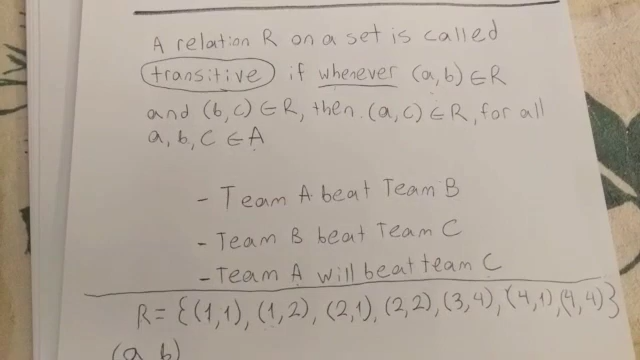 A relation R on a set is called
transitive if whenever (a,b) ∈ R
and (b,c) ∈ R, then (a,c) ∈ R, for all
a, b, c ∈ A
- Team A beat Team B
- Team B beat Team C
- Team A will beat team C
R = {(1,1), (1,2), (2,1), (2,2), (3,4), (4,1), (4,4)}
(a, b)